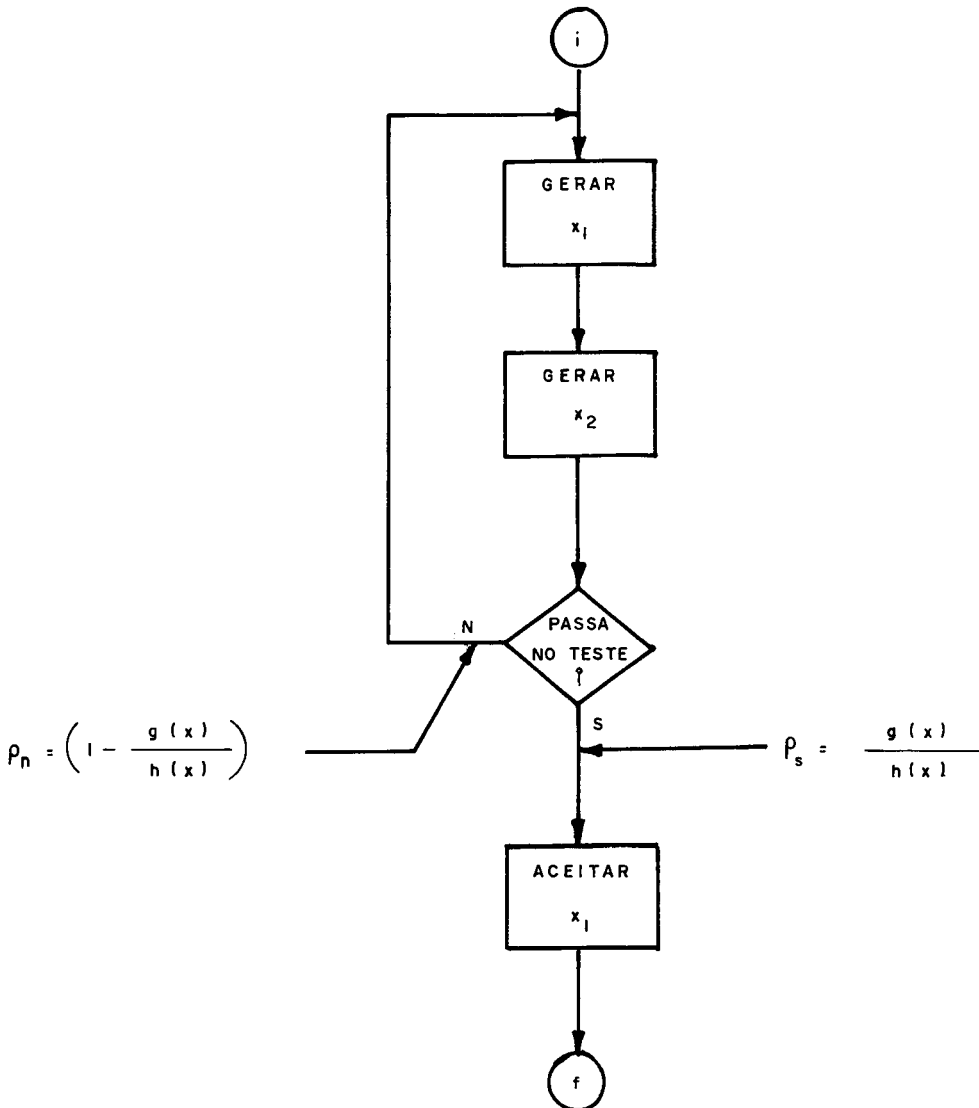 i
GERAR
x₁
GERAR
x₂
N
PASSA
NO TESTE
?
S
ρₙ = (1 - g(x) / h(x))
ρₛ = g(x) / h(x)
ACEITAR
x₁
f